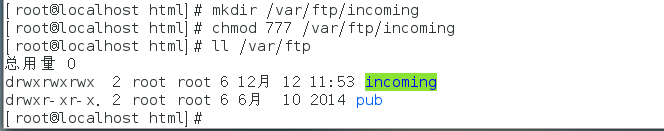 [root@localhost html]# mkdir /var/ftp/incoming
[root@localhost html]# chmod 777 /var/ftp/incoming
[root@localhost html]# ll /var/ftp
总用量 0
drwxrwxrwx  2 root root 6 12月 12 11:53 incoming
drwxr-xr-x. 2 root root 6 6月  10 2014 pub
[root@localhost html]#